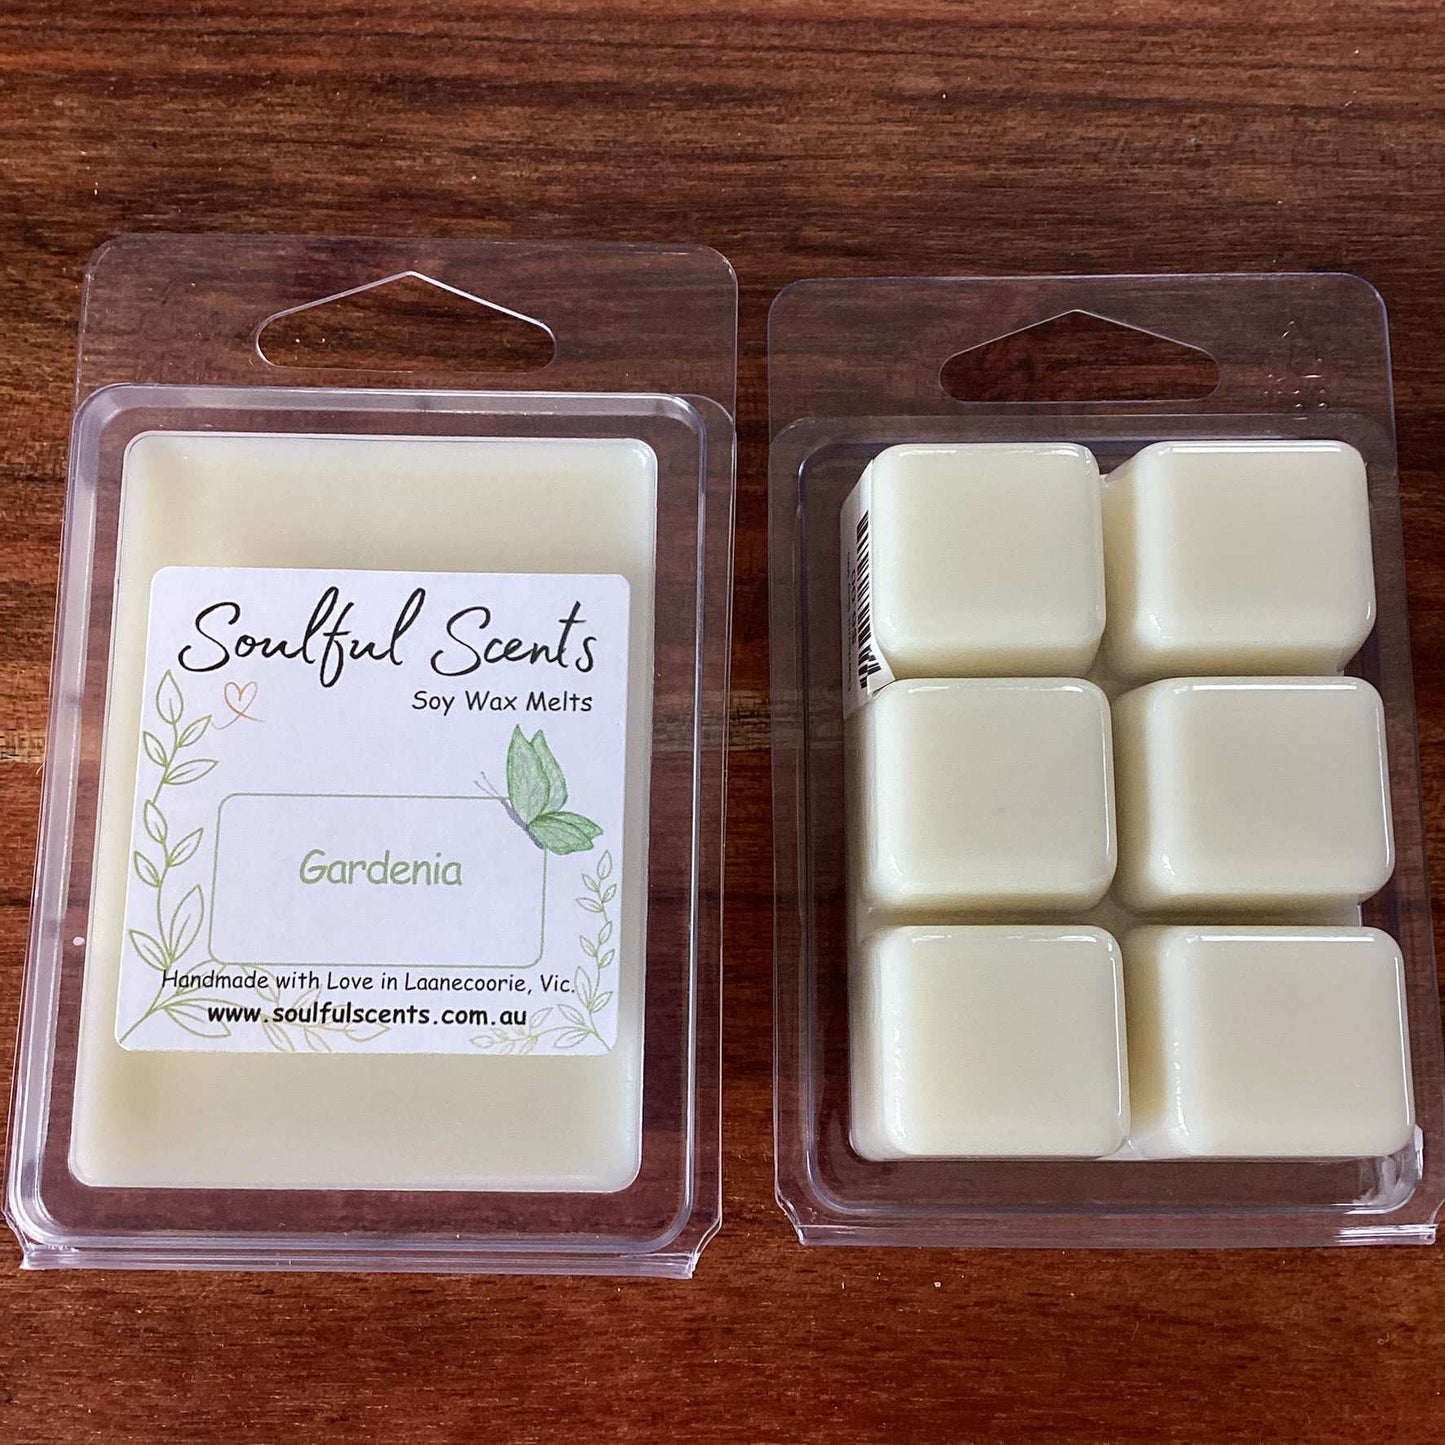 Soulful Scents
Soy Wax Melts
Gardenia
Handmade with Love in Laanecoorie, Vic.
www.soulfulscents.com.au